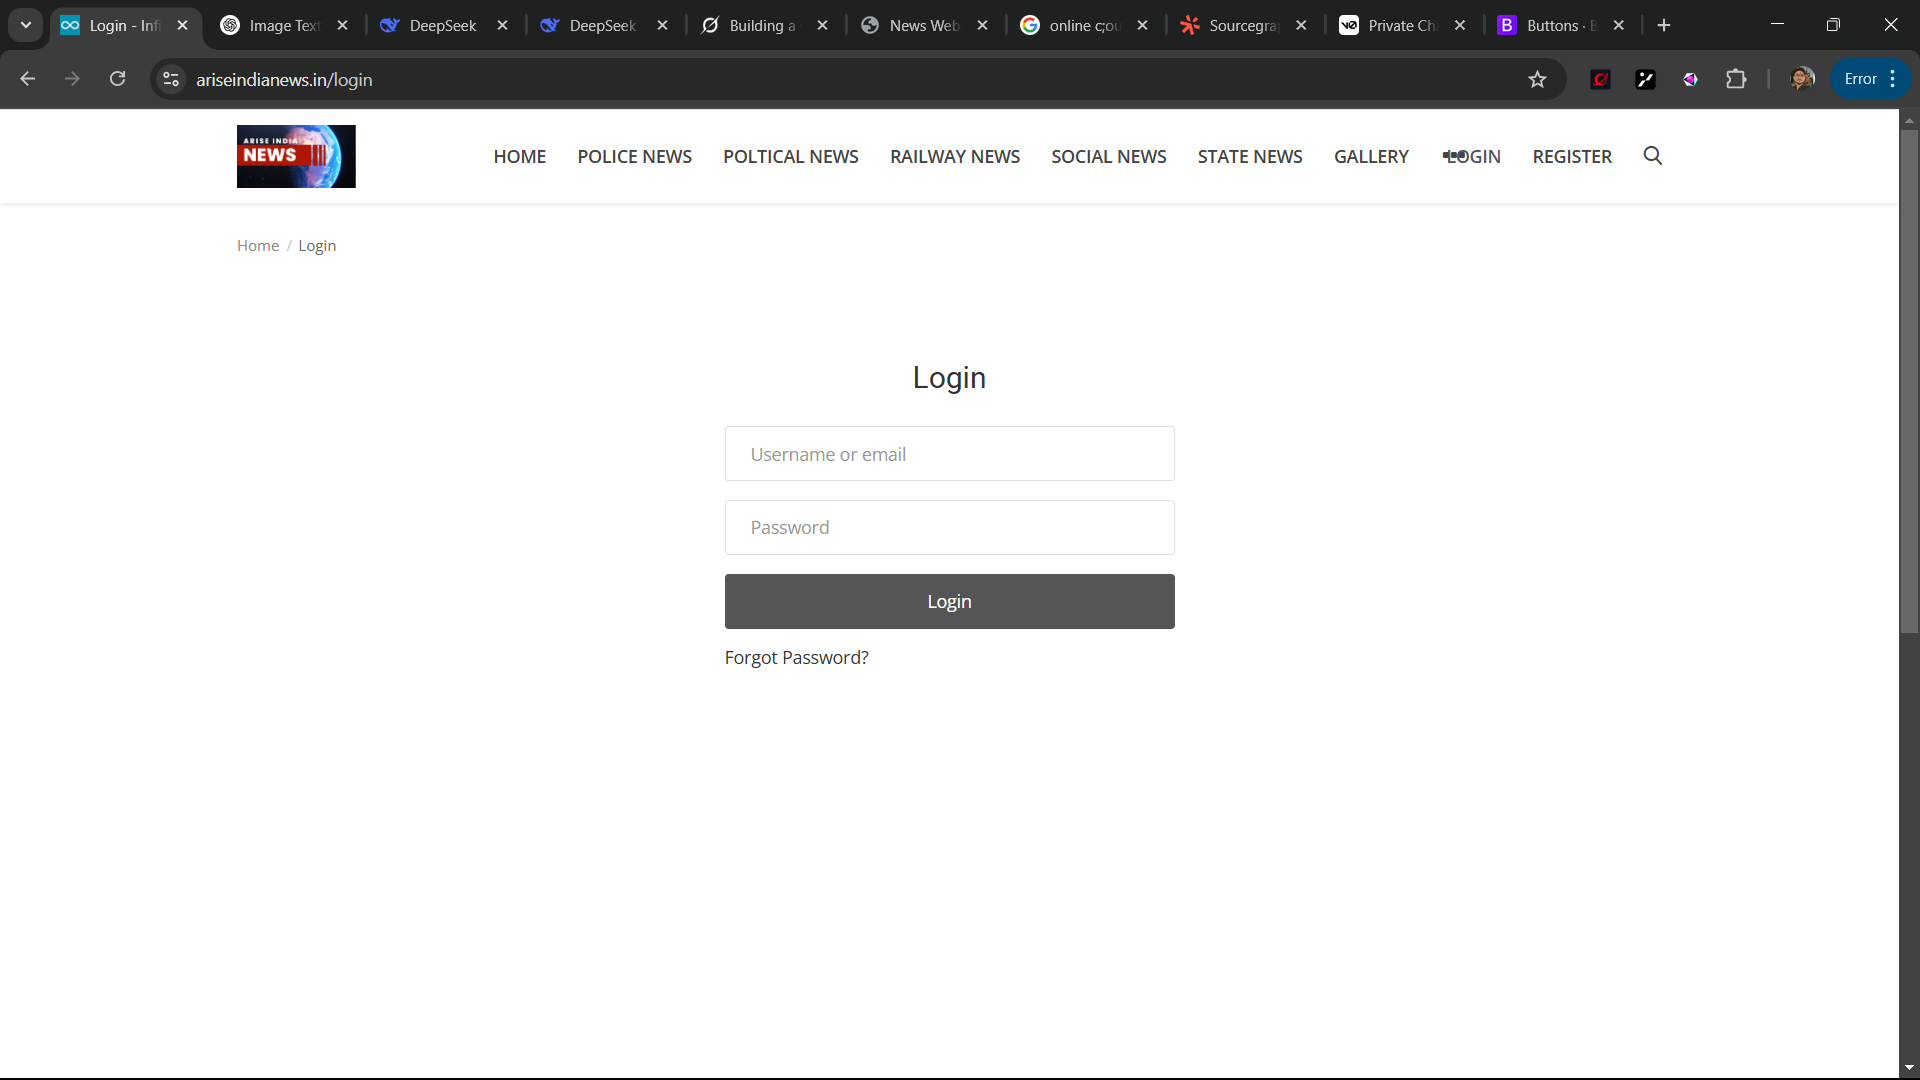 Login - Infi
Image Text
DeepSeek
DeepSeek
Building a
News Web
online c;ou
Sourcegra
Private Ch
Buttons · B
ariseindianews.in/login
Error
ARISE INDIA
NEWS
HOME
POLICE NEWS
POLTICAL NEWS
RAILWAY NEWS
SOCIAL NEWS
STATE NEWS
GALLERY
LOGIN
REGISTER
Home / Login
Login
Username or email
Password
Login
Forgot Password?